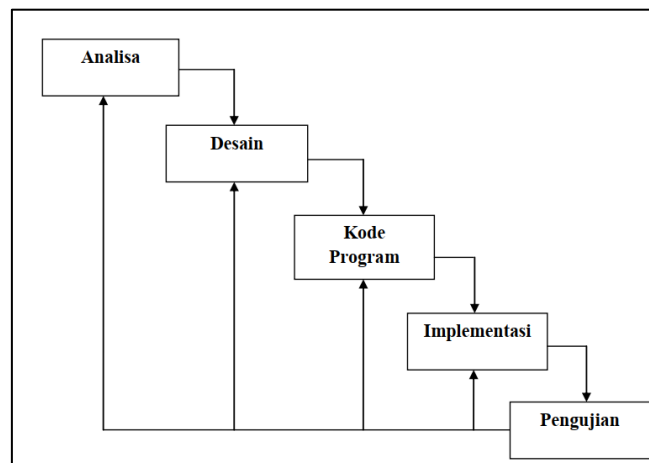 Analisa
Desain
Kode
Program
Implementasi
Pengujian